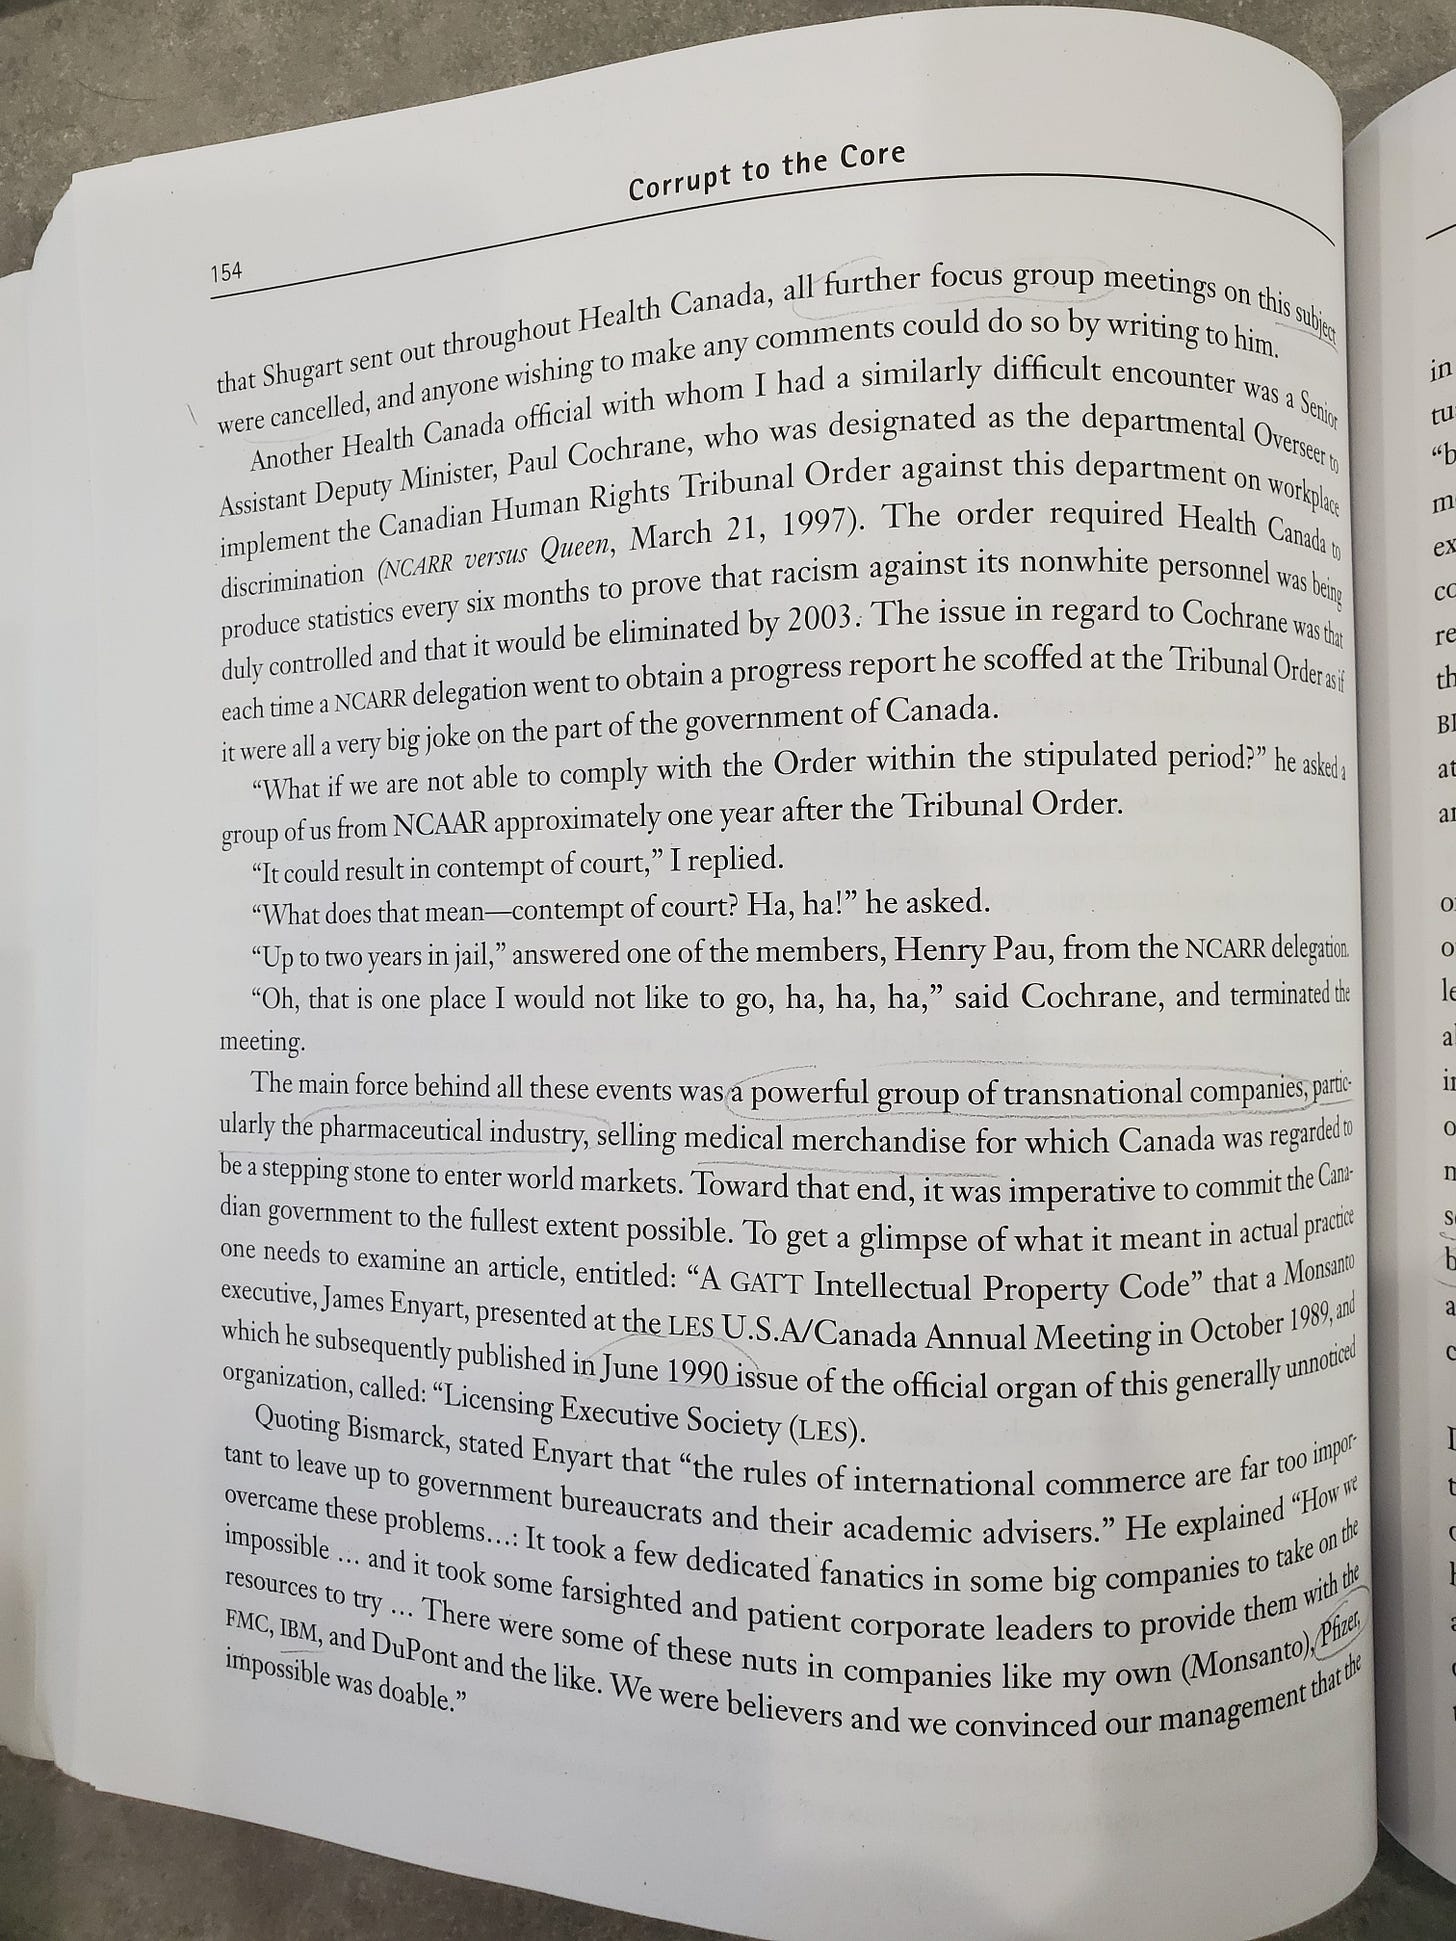 Corrupt to the Core
154
that Shugart sent out throughout Health Canada, all further focus group meetings on this subject
were cancelled, and anyone wishing to make any comments could do so by writing to him.
Another Health Canada official with whom I had a similarly difficult encounter was a Senior
Assistant Deputy Minister, Paul Cochrane, who was designated as the departmental Overseer to
implement the Canadian Human Rights Tribunal Order against this department on workplace
discrimination (NCARR versus Queen, March 21, 1997). The order required Health Canada to
produce statistics every six months to prove that racism against its nonwhite personnel was being
duly controlled and that it would be eliminated by 2003. The issue in regard to Cochrane was that
each time a NCARR delegation went to obtain a progress report he scoffed at the Tribunal Order as if
it were all a very big joke on the part of the government of Canada.
“What if we are not able to comply with the Order within the stipulated period?” he asked a
group of us from NCAAR approximately one year after the Tribunal Order.
“It could result in contempt of court,” I replied.
“What does that mean—contempt of court? Ha, ha!” he asked.
“Up to two years in jail,” answered one of the members, Henry Pau, from the NCARR delegation.
“Oh, that is one place I would not like to go, ha, ha, ha,” said Cochrane, and terminated the
meeting.
The main force behind all these events was a powerful group of transnational companies, partic-
ularly the pharmaceutical industry, selling medical merchandise for which Canada was regarded to
be a stepping stone to enter world markets. Toward that end, it was imperative to commit the Cana-
dian government to the fullest extent possible. To get a glimpse of what it meant in actual practice
one needs to examine an article, entitled: “A GATT Intellectual Property Code” that a Monsanto
executive, James Enyart, presented at the LES U.S.A/Canada Annual Meeting in October 1989, and
which he subsequently published in June 1990 issue of the official organ of this generally unnoticed
organization, called: “Licensing Executive Society (LES).
Quoting Bismarck, stated Enyart that “the rules of international commerce are far too impor-
tant to leave up to government bureaucrats and their academic advisers.” He explained “How we
overcame these problems…: It took a few dedicated fanatics in some big companies to take on the
impossible … and it took some farsighted and patient corporate leaders to provide them with the
resources to try … There were some of these nuts in companies like my own (Monsanto), Pfizer,
FMC, IBM, and DuPont and the like. We were believers and we convinced our management that the
impossible was doable.”